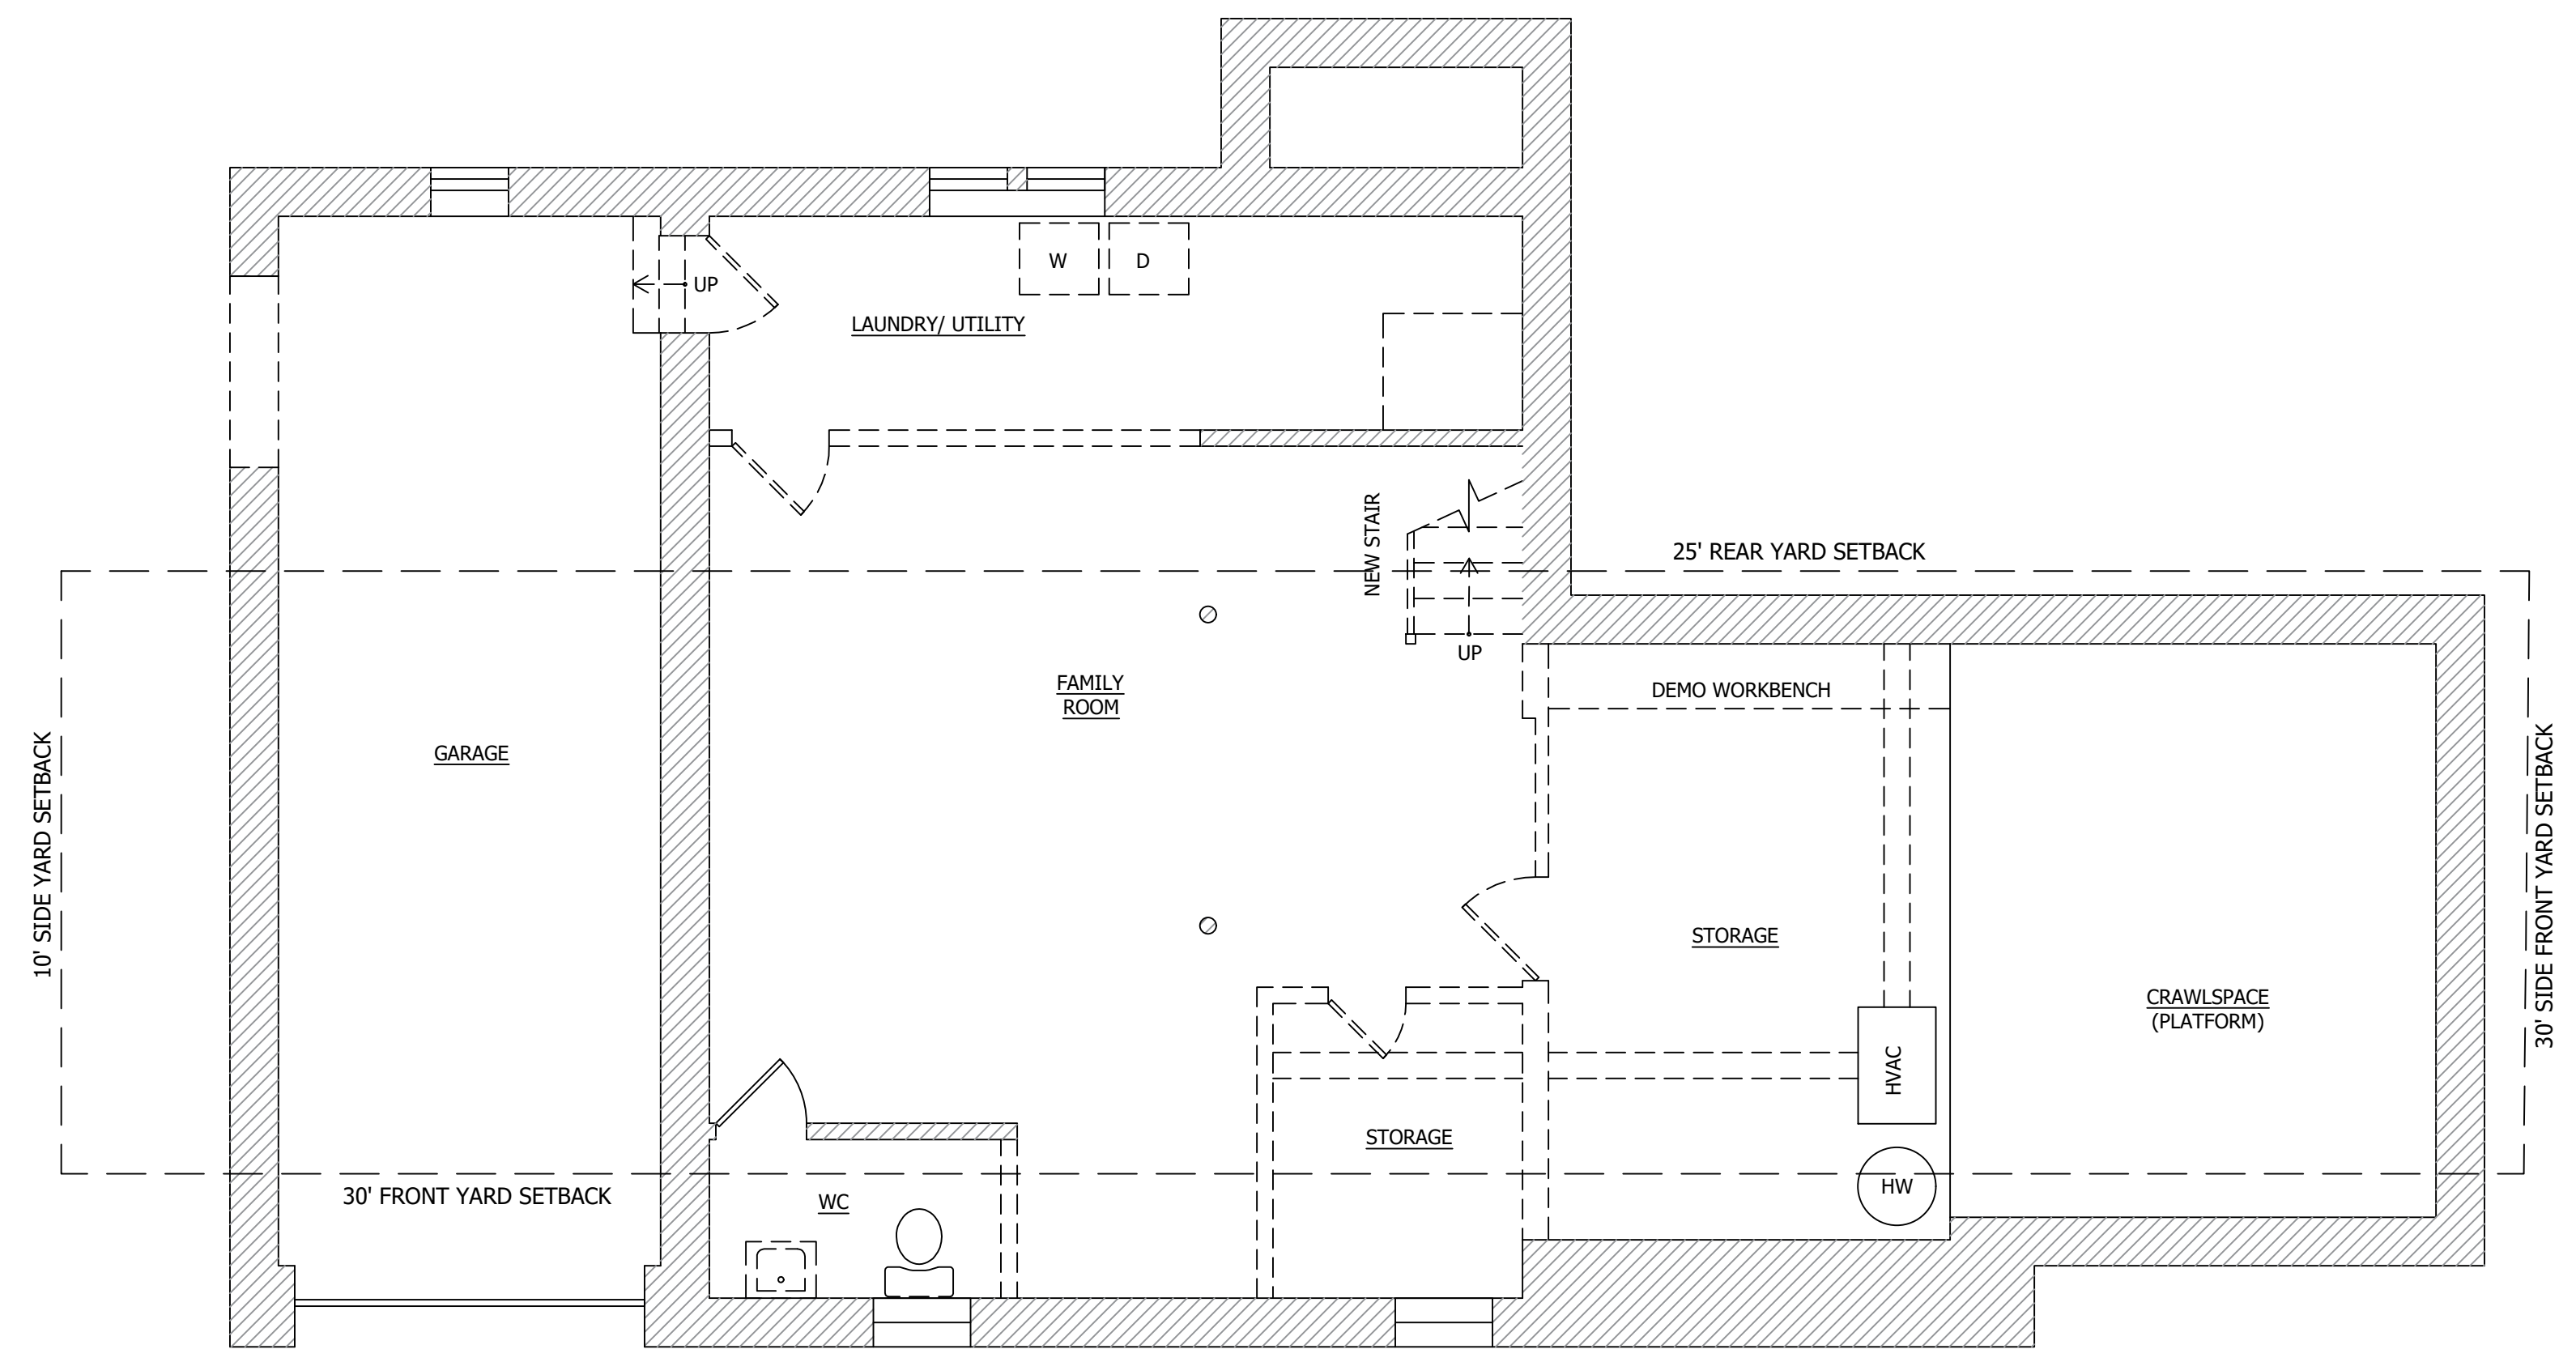 W
D
UP
LAUNDRY/ UTILITY
NEW STAIR
25' REAR YARD SETBACK
UP
FAMILY
ROOM
DEMO WORKBENCH
GARAGE
10' SIDE YARD SETBACK
30' SIDE FRONT YARD SETBACK
STORAGE
CRAWLSPACE
(PLATFORM)
HVAC
STORAGE
HW
30' FRONT YARD SETBACK
WC